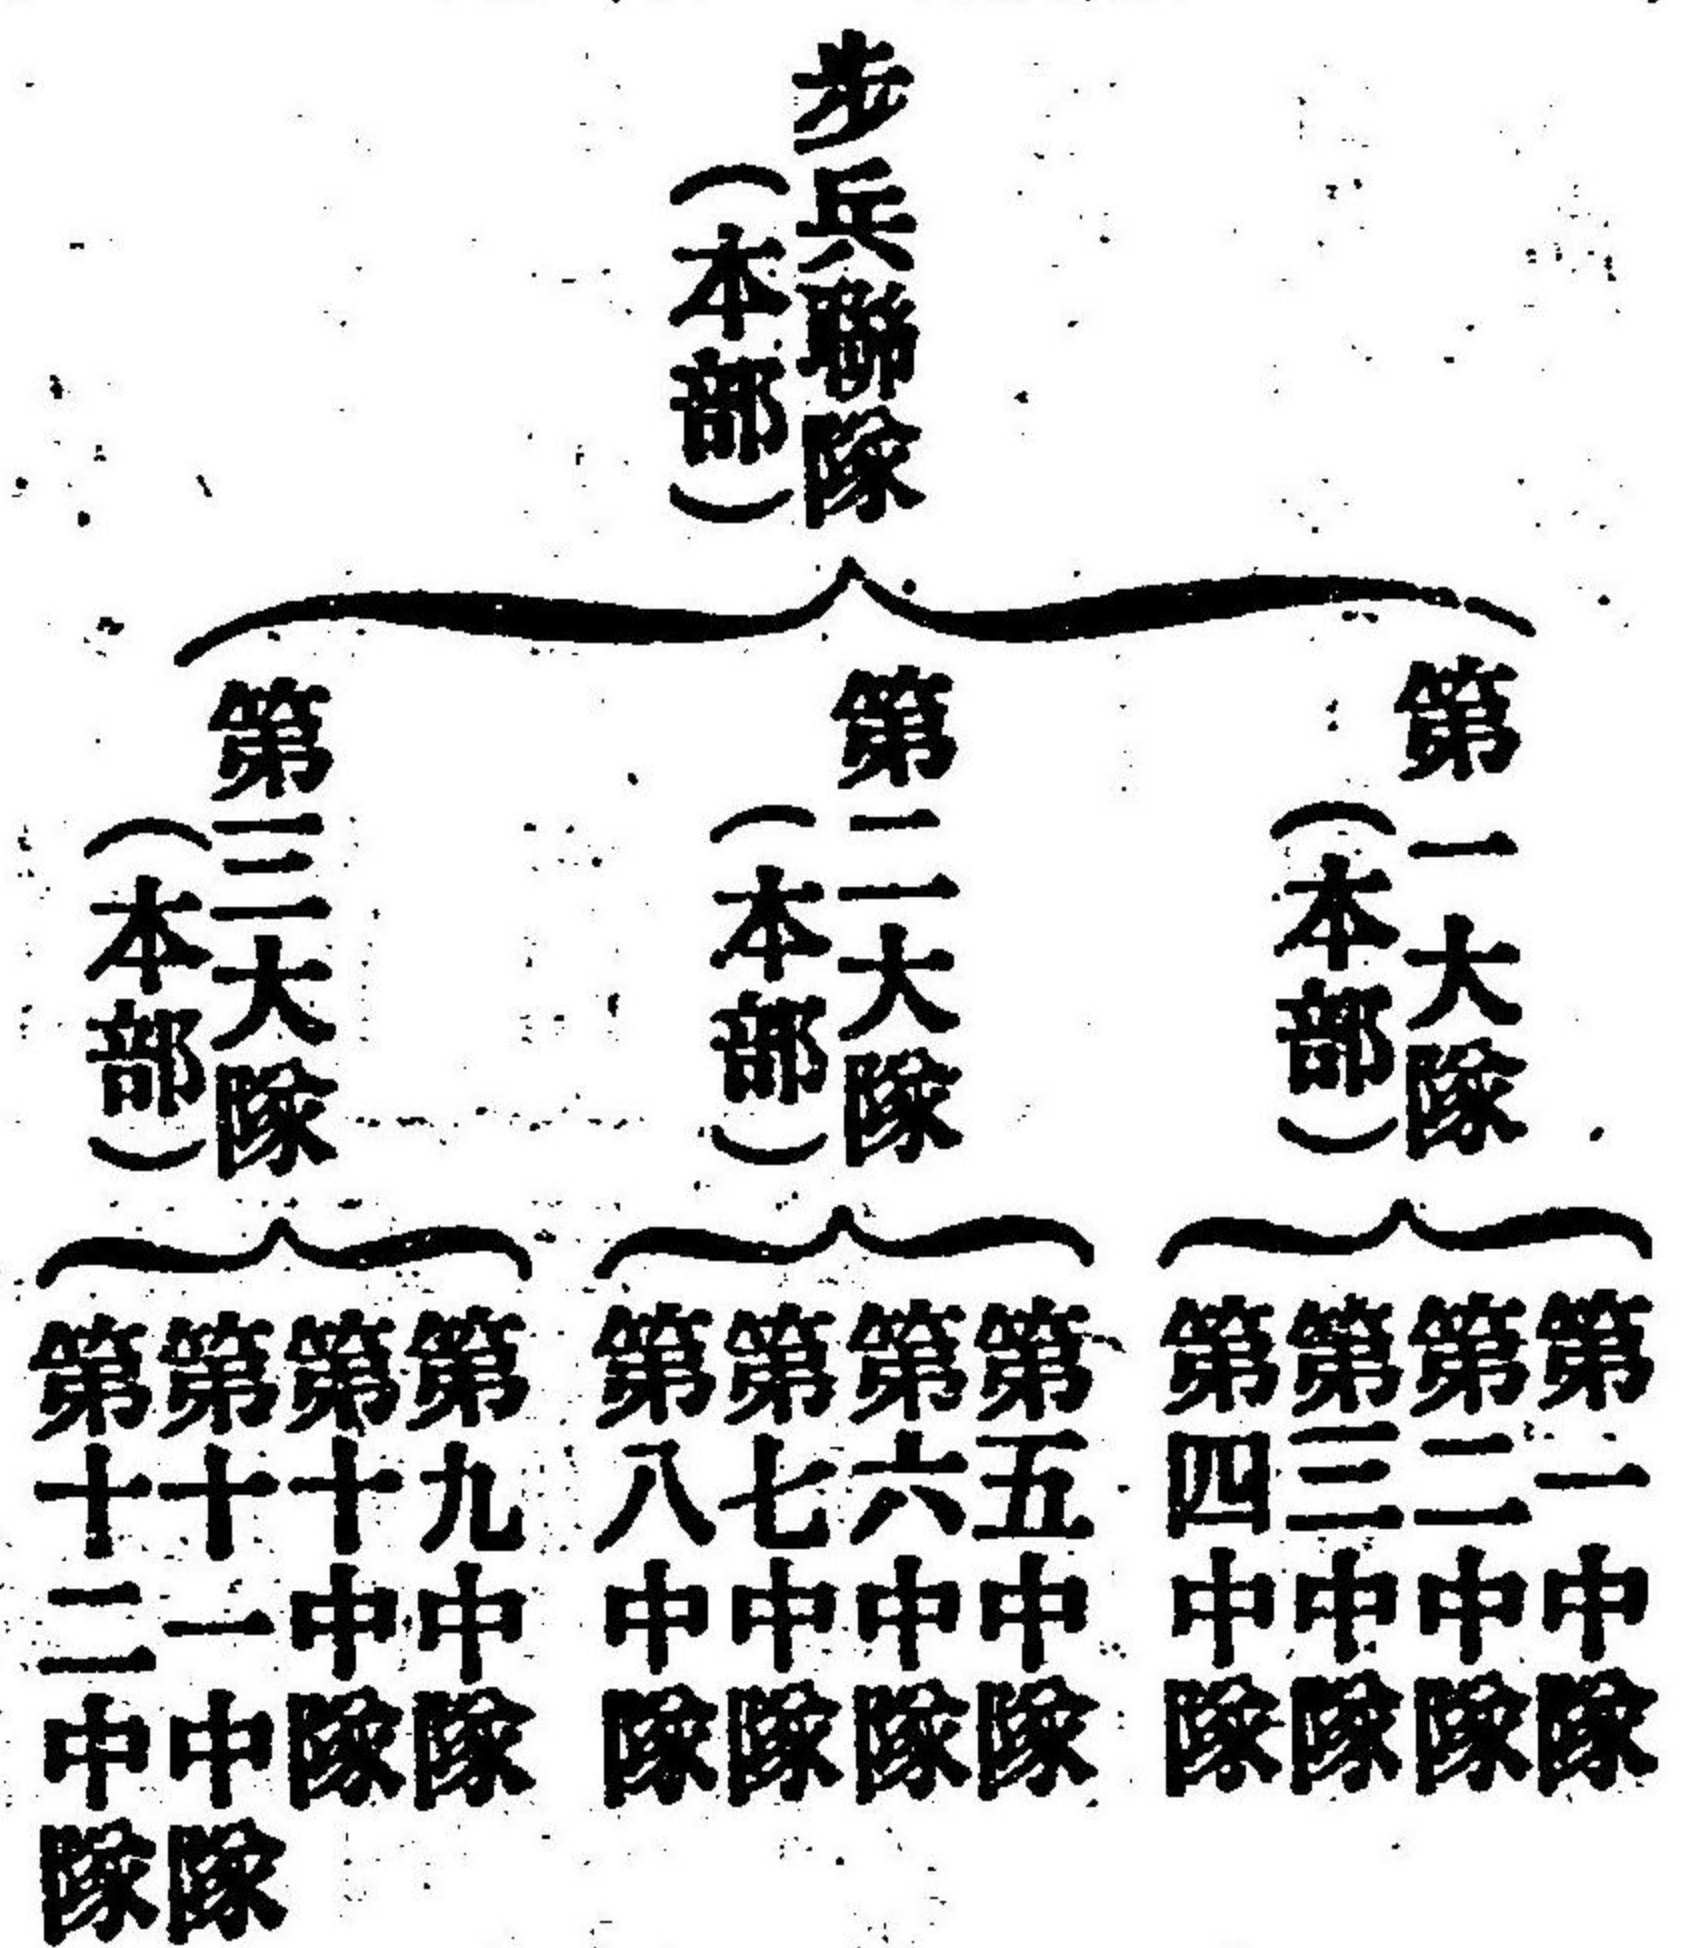 步兵聯隊
(本部)
第一大隊
(本部)
第二大隊
(本部)
第三大隊
(本部)
第一中隊
第二中隊
第三中隊
第四中隊
第五中隊
第六中隊
第七中隊
第八中隊
第九中隊
第十中隊
第十一中隊
第十二中隊